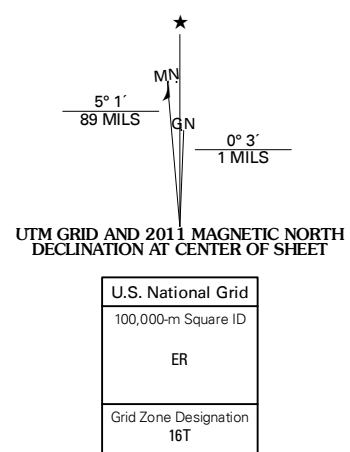 ★
MN
5° 1´
89 MILS
GN
0° 3´
1 MILS
UTM GRID AND 2011 MAGNETIC NORTH
DECLINATION AT CENTER OF SHEET
U.S. National Grid
100,000-m Square ID
ER
Grid Zone Designation
16T